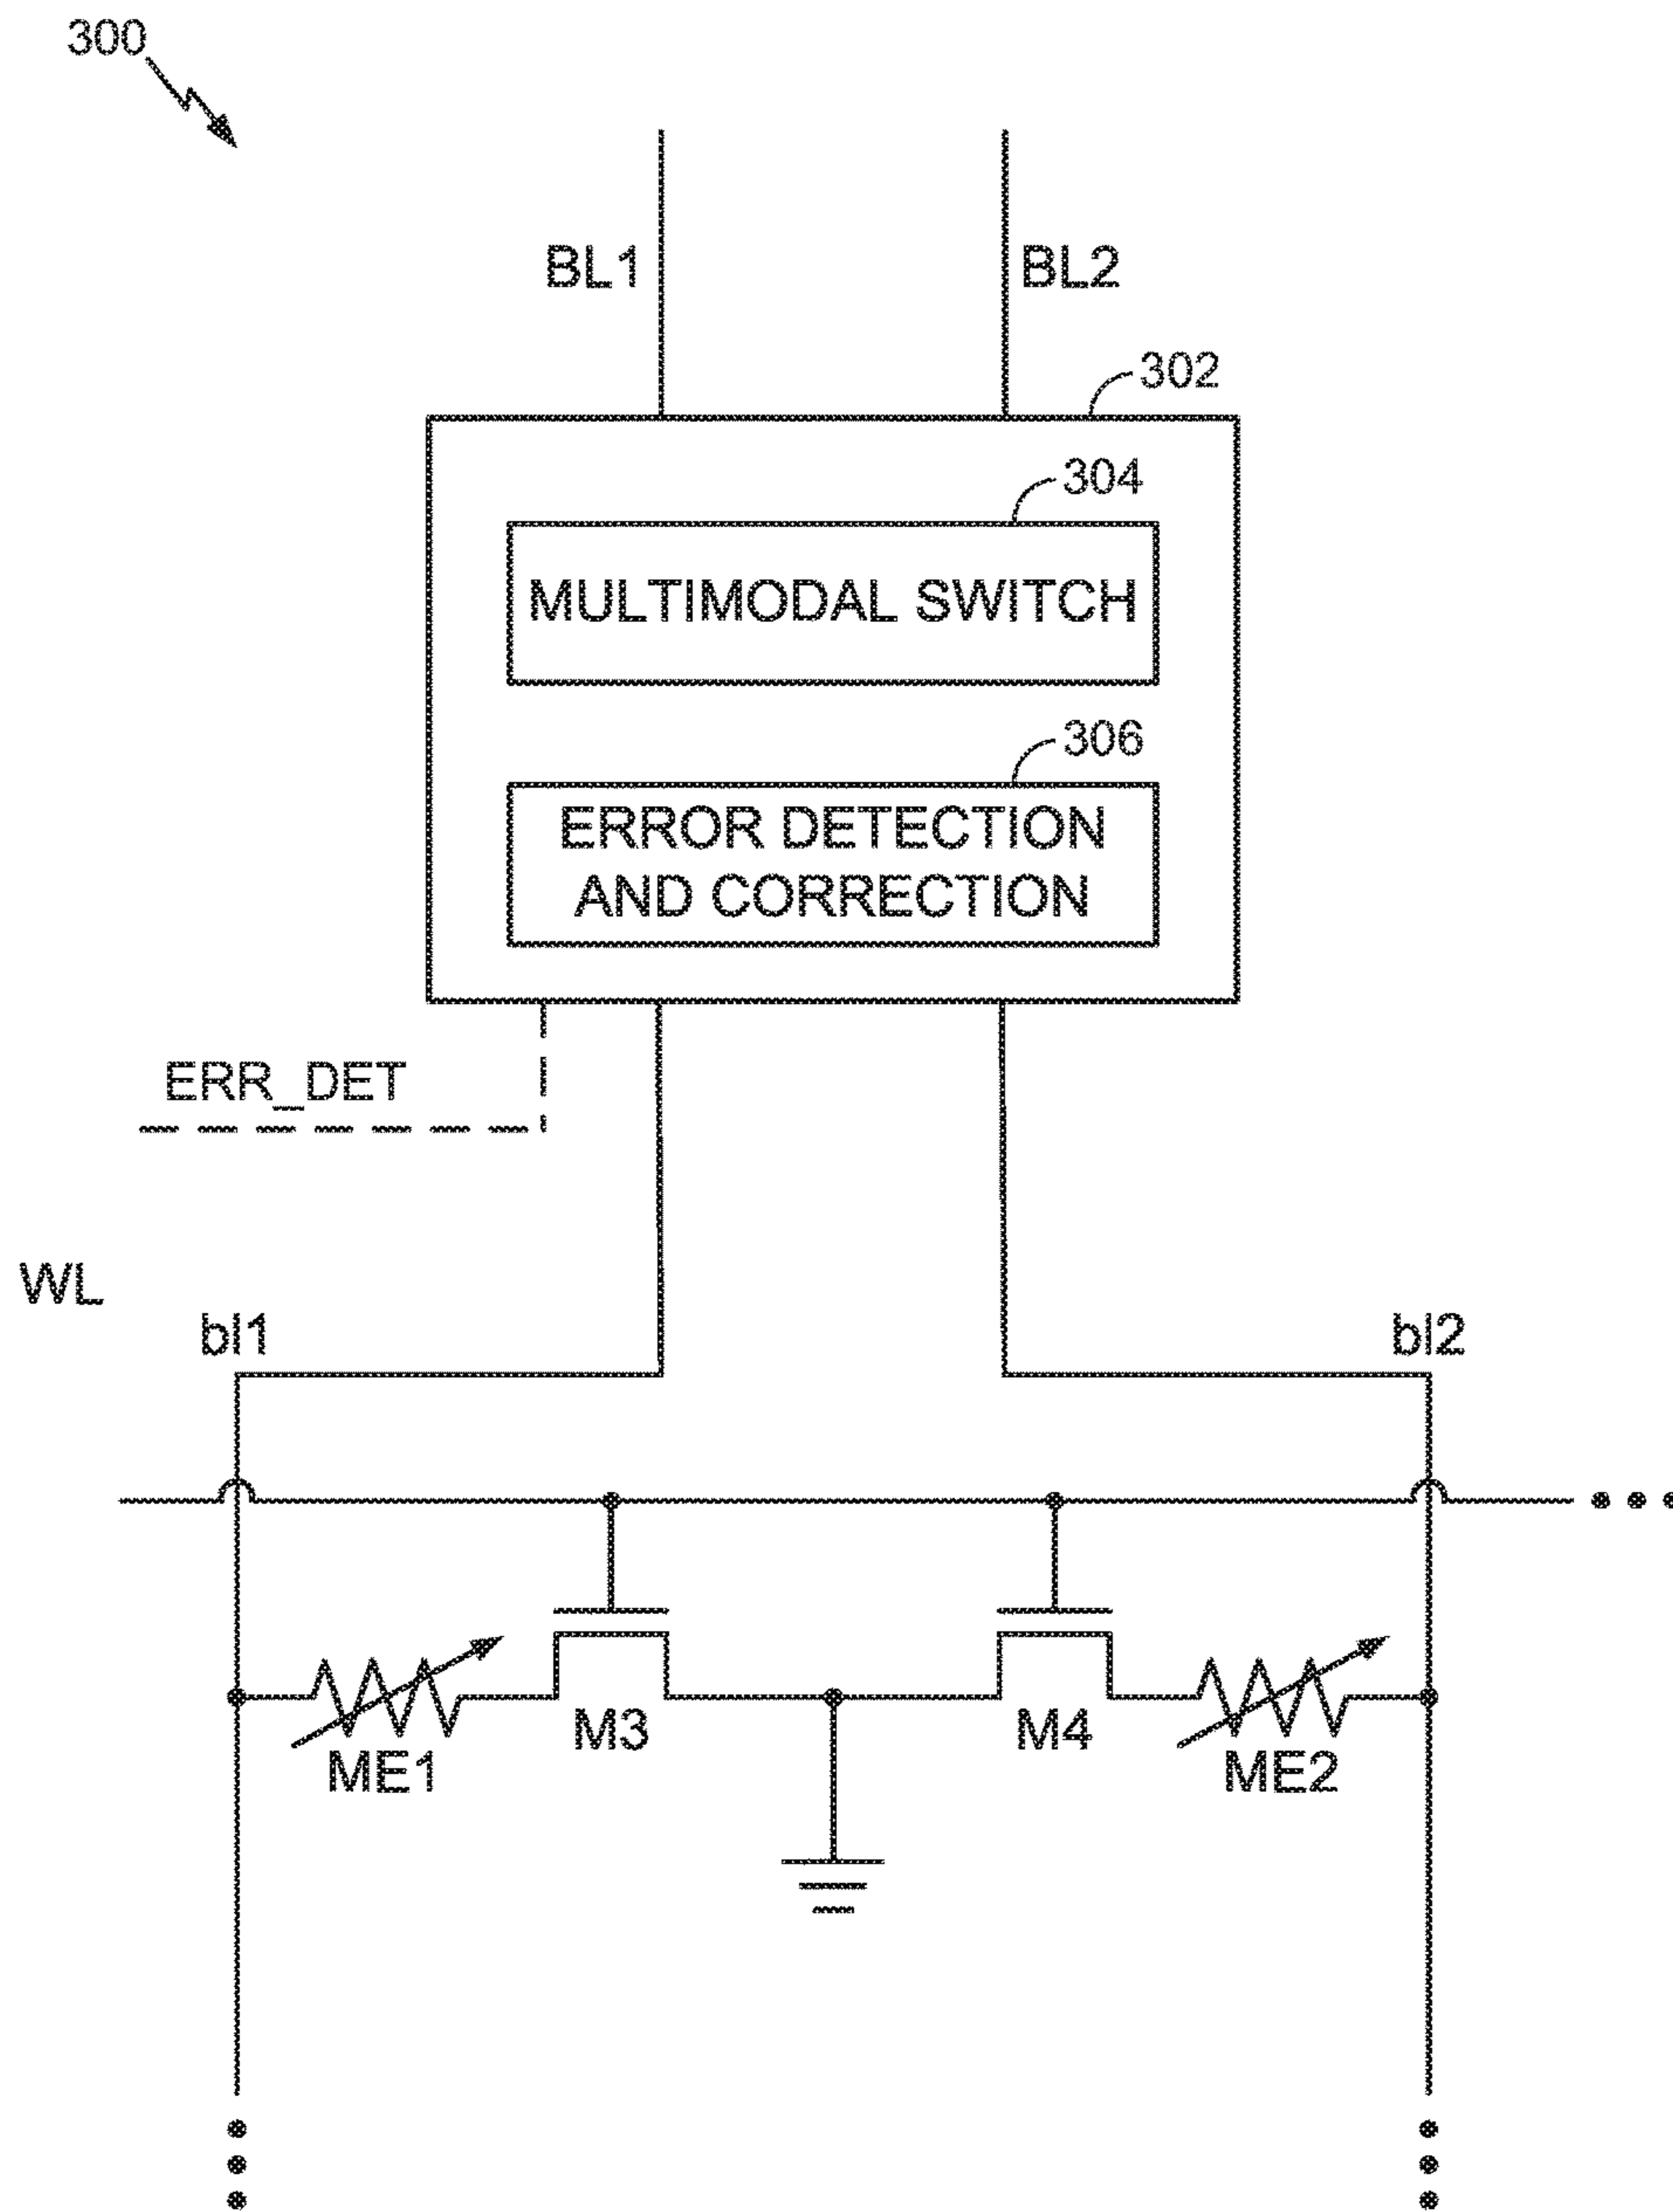 300
BL1
BL2
302
304
MULTIMODAL SWITCH
306
ERROR DETECTION
AND CORRECTION
ERR_DET
WL
bl1
bl2
M3
M4
ME1
ME2